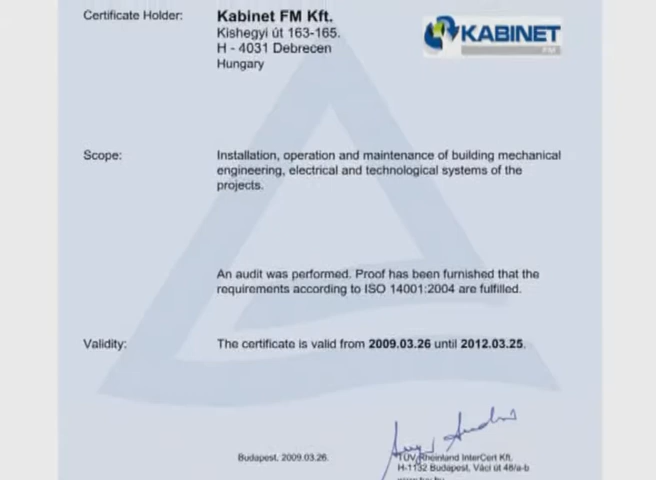 Certificate Holder: Kabinet FM Kft.
Kishegyi út 163-165.
H - 4031 Debrecen
Hungary
KABINET
FM
Scope: Installation, operation and maintenance of building mechanical
engineering, electrical and technological systems of the
projects.
An audit was performed. Proof has been furnished that the
requirements according to ISO 14001:2004 are fulfilled.
Validity: The certificate is valid from 2009.03.26 until 2012.03.25.
Budapest, 2009.03.26.
TÜV Rheinland InterCert Kft.
H-1132 Budapest, Váci út 48/a-b